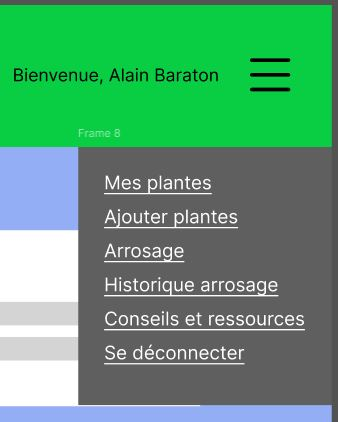 Bienvenue, Alain Baraton
Frame 8
Mes plantes
Ajouter plantes
Arrosage
Historique arrosage
Conseils et ressources
Se déconnecter